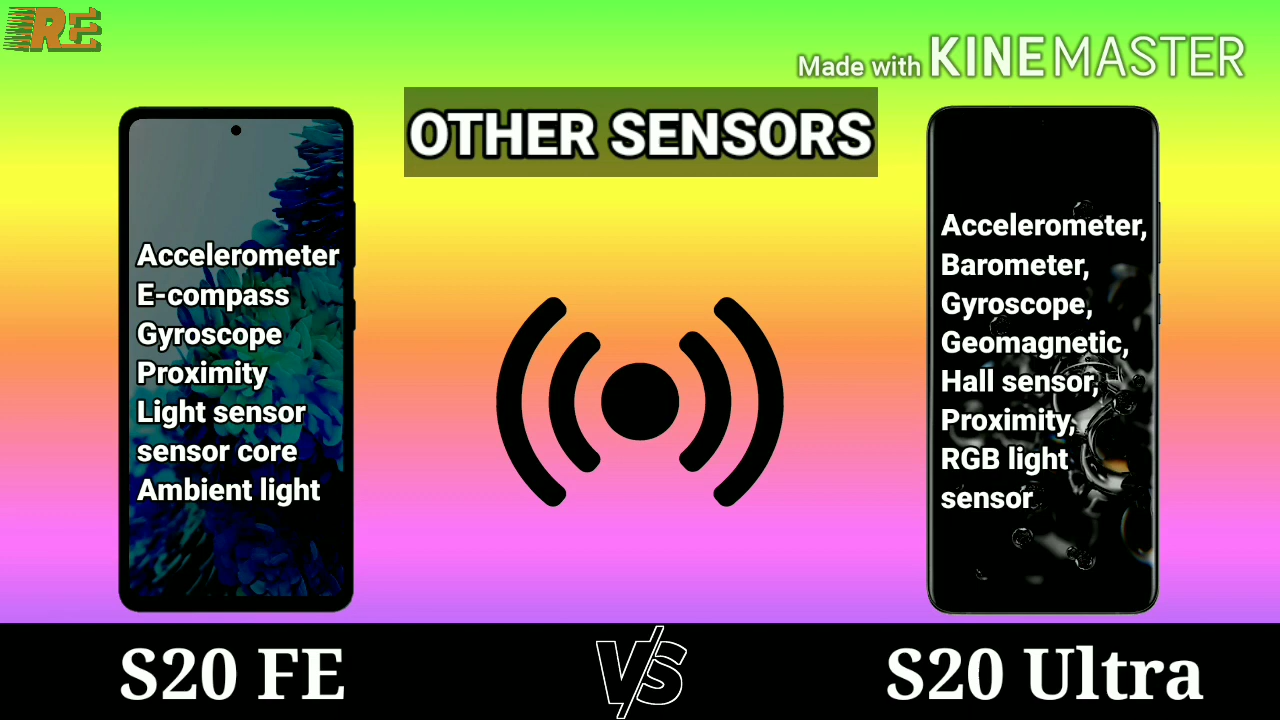 RE
Made with KINEMASTER
OTHER SENSORS
Accelerometer
E-compass
Gyroscope
Proximity
Light sensor
sensor core
Ambient light
Accelerometer,
Barometer,
Gyroscope,
Geomagnetic,
Hall sensor,
Proximity,
RGB light
sensor
S20 FE
VS
S20 Ultra